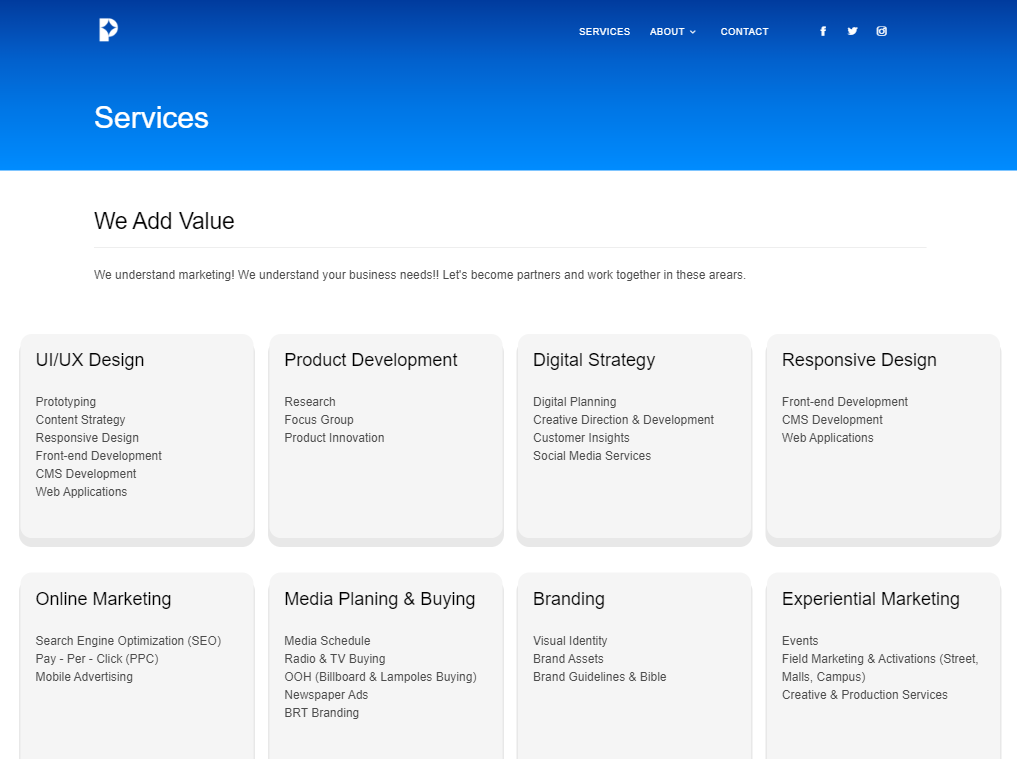 SERVICES ABOUT CONTACT
Services
We Add Value
We understand marketing! We understand your business needs!! Let's become partners and work together in these arears.
UI/UX Design
Prototyping
Content Strategy
Responsive Design
Front-end Development
CMS Development
Web Applications
Product Development
Research
Focus Group
Product Innovation
Digital Strategy
Digital Planning
Creative Direction & Development
Customer Insights
Social Media Services
Responsive Design
Front-end Development
CMS Development
Web Applications
Online Marketing
Search Engine Optimization (SEO)
Pay - Per - Click (PPC)
Mobile Advertising
Media Planing & Buying
Media Schedule
Radio & TV Buying
OOH (Billboard & Lampoles Buying)
Newspaper Ads
BRT Branding
Branding
Visual Identity
Brand Assets
Brand Guidelines & Bible
Experiential Marketing
Events
Field Marketing & Activations (Street,
Malls, Campus)
Creative & Production Services